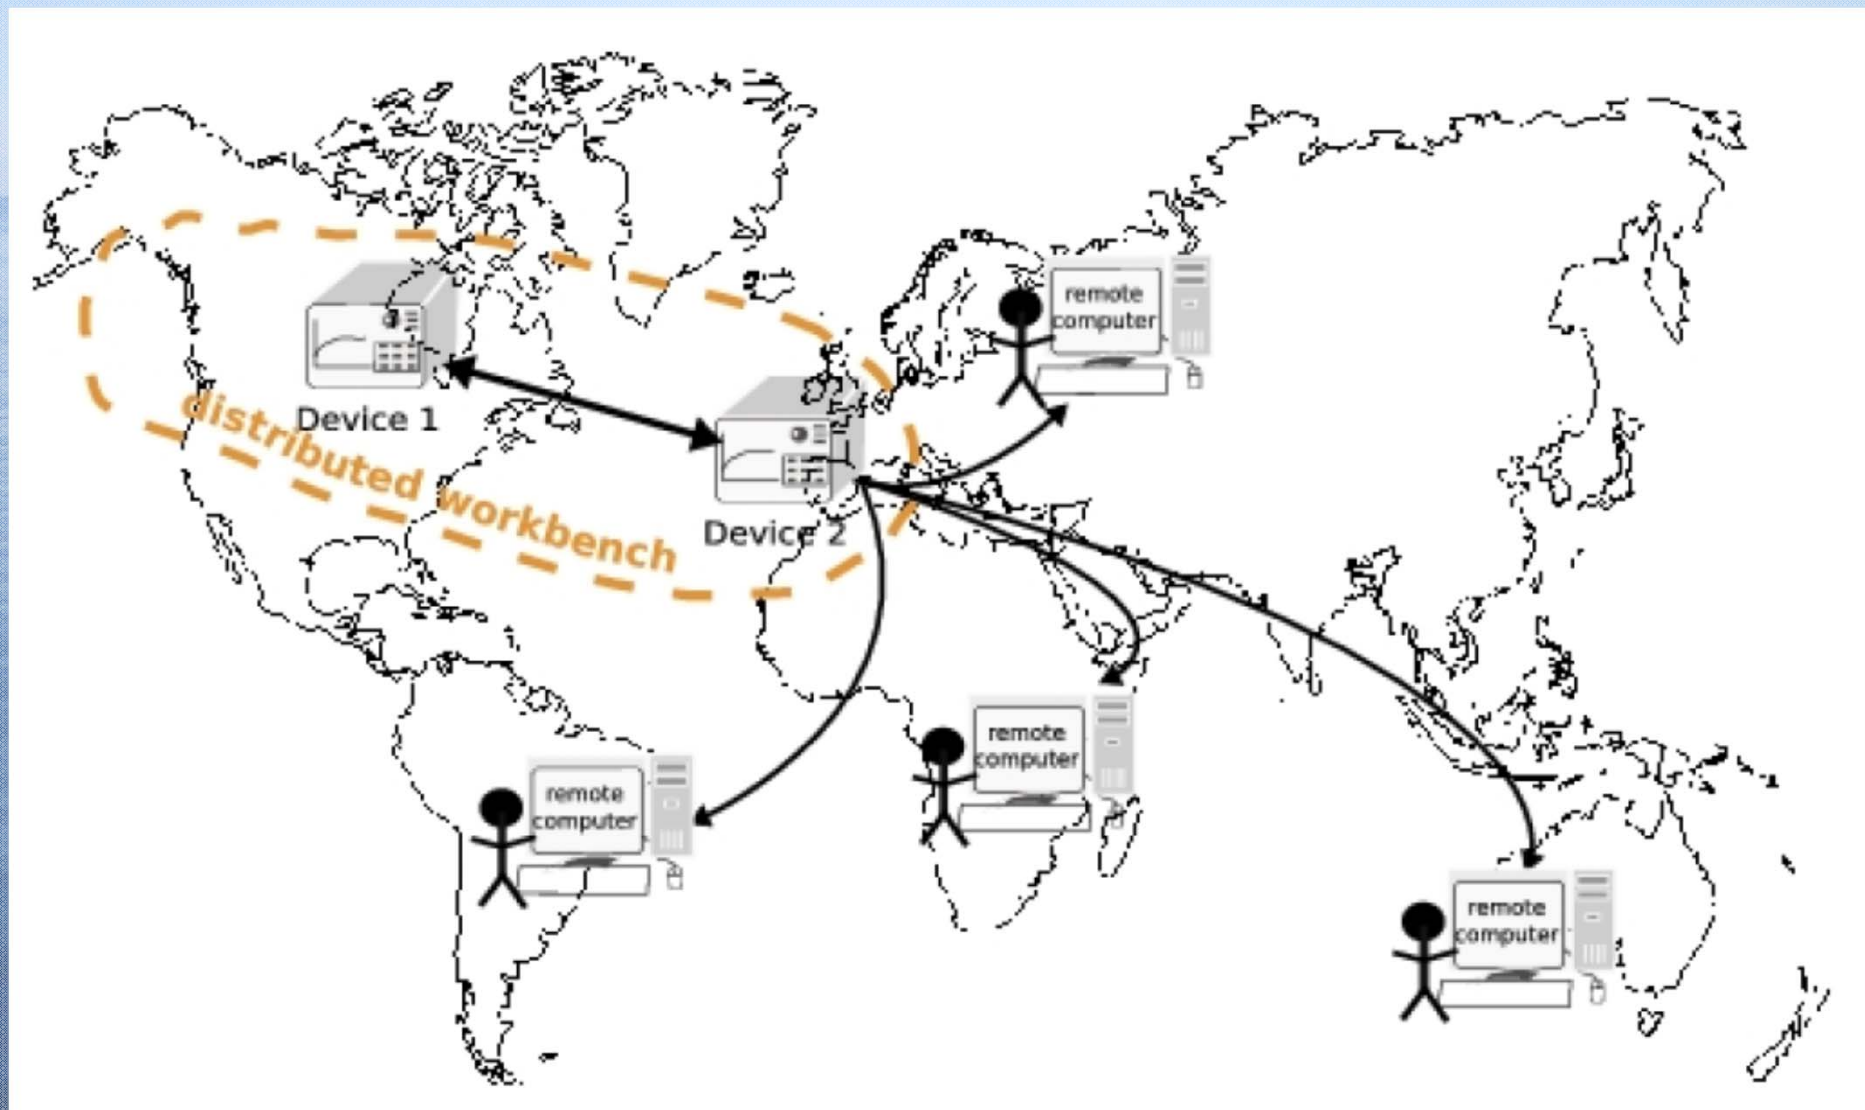 remote
computer
Device 1
distributed workbench
Device 2
remote
computer
remote
computer
remote
computer